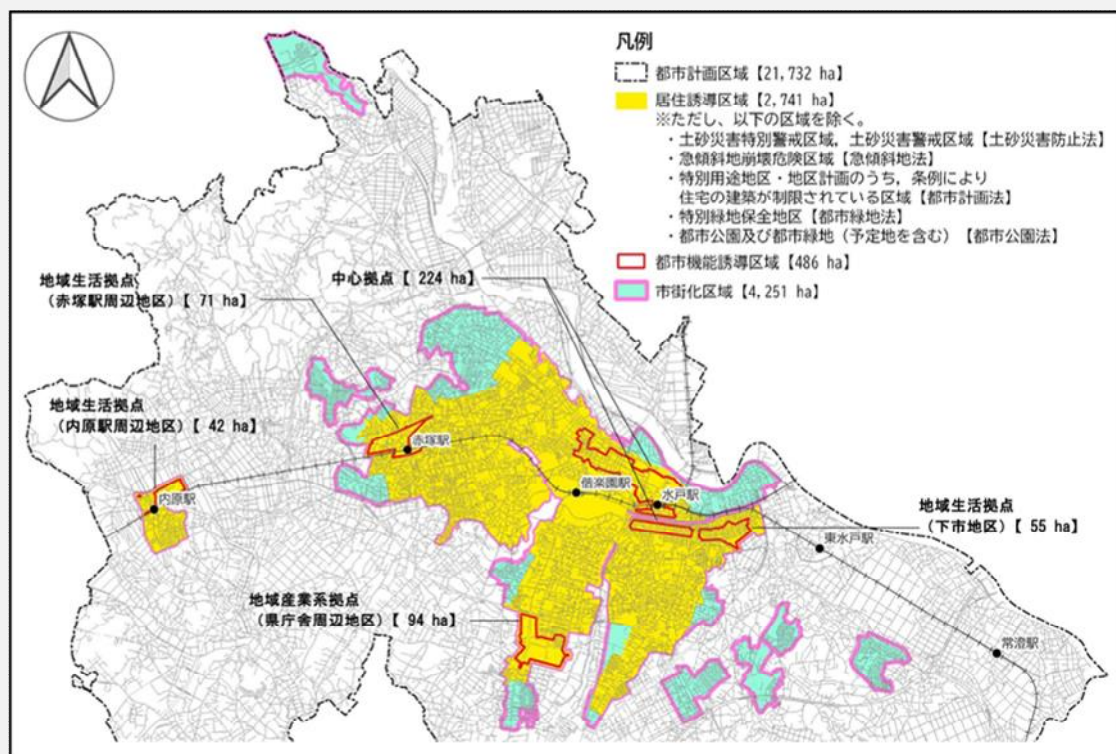 凡例
都市計画区域【21,732 ha】
居住誘導区域【2,741 ha】
※ただし、以下の区域を除く。
・土砂災害特別警戒区域，土砂災害警戒区域【土砂災害防止法】
・急傾斜地崩壊危険区域【急傾斜地法】
・特別用途地区・地区計画のうち，条例により
住宅の建築が制限されている区域【都市計画法】
・特別緑地保全地区【都市緑地法】
・都市公園及び都市緑地（予定地を含む）【都市公園法】
都市機能誘導区域【486 ha】
市街化区域【4,251 ha】
地域生活拠点
(赤塚駅周辺地区)【 71 ha】
中心拠点【 224 ha】
地域生活拠点
(内原駅周辺地区)【 42 ha】
赤塚駅
内原駅
偕楽園駅
水戸駅
地域生活拠点
(下市地区)【 55 ha】
東水戸駅
地域産業系拠点
(県庁舎周辺地区)【 94 ha】
常澄駅